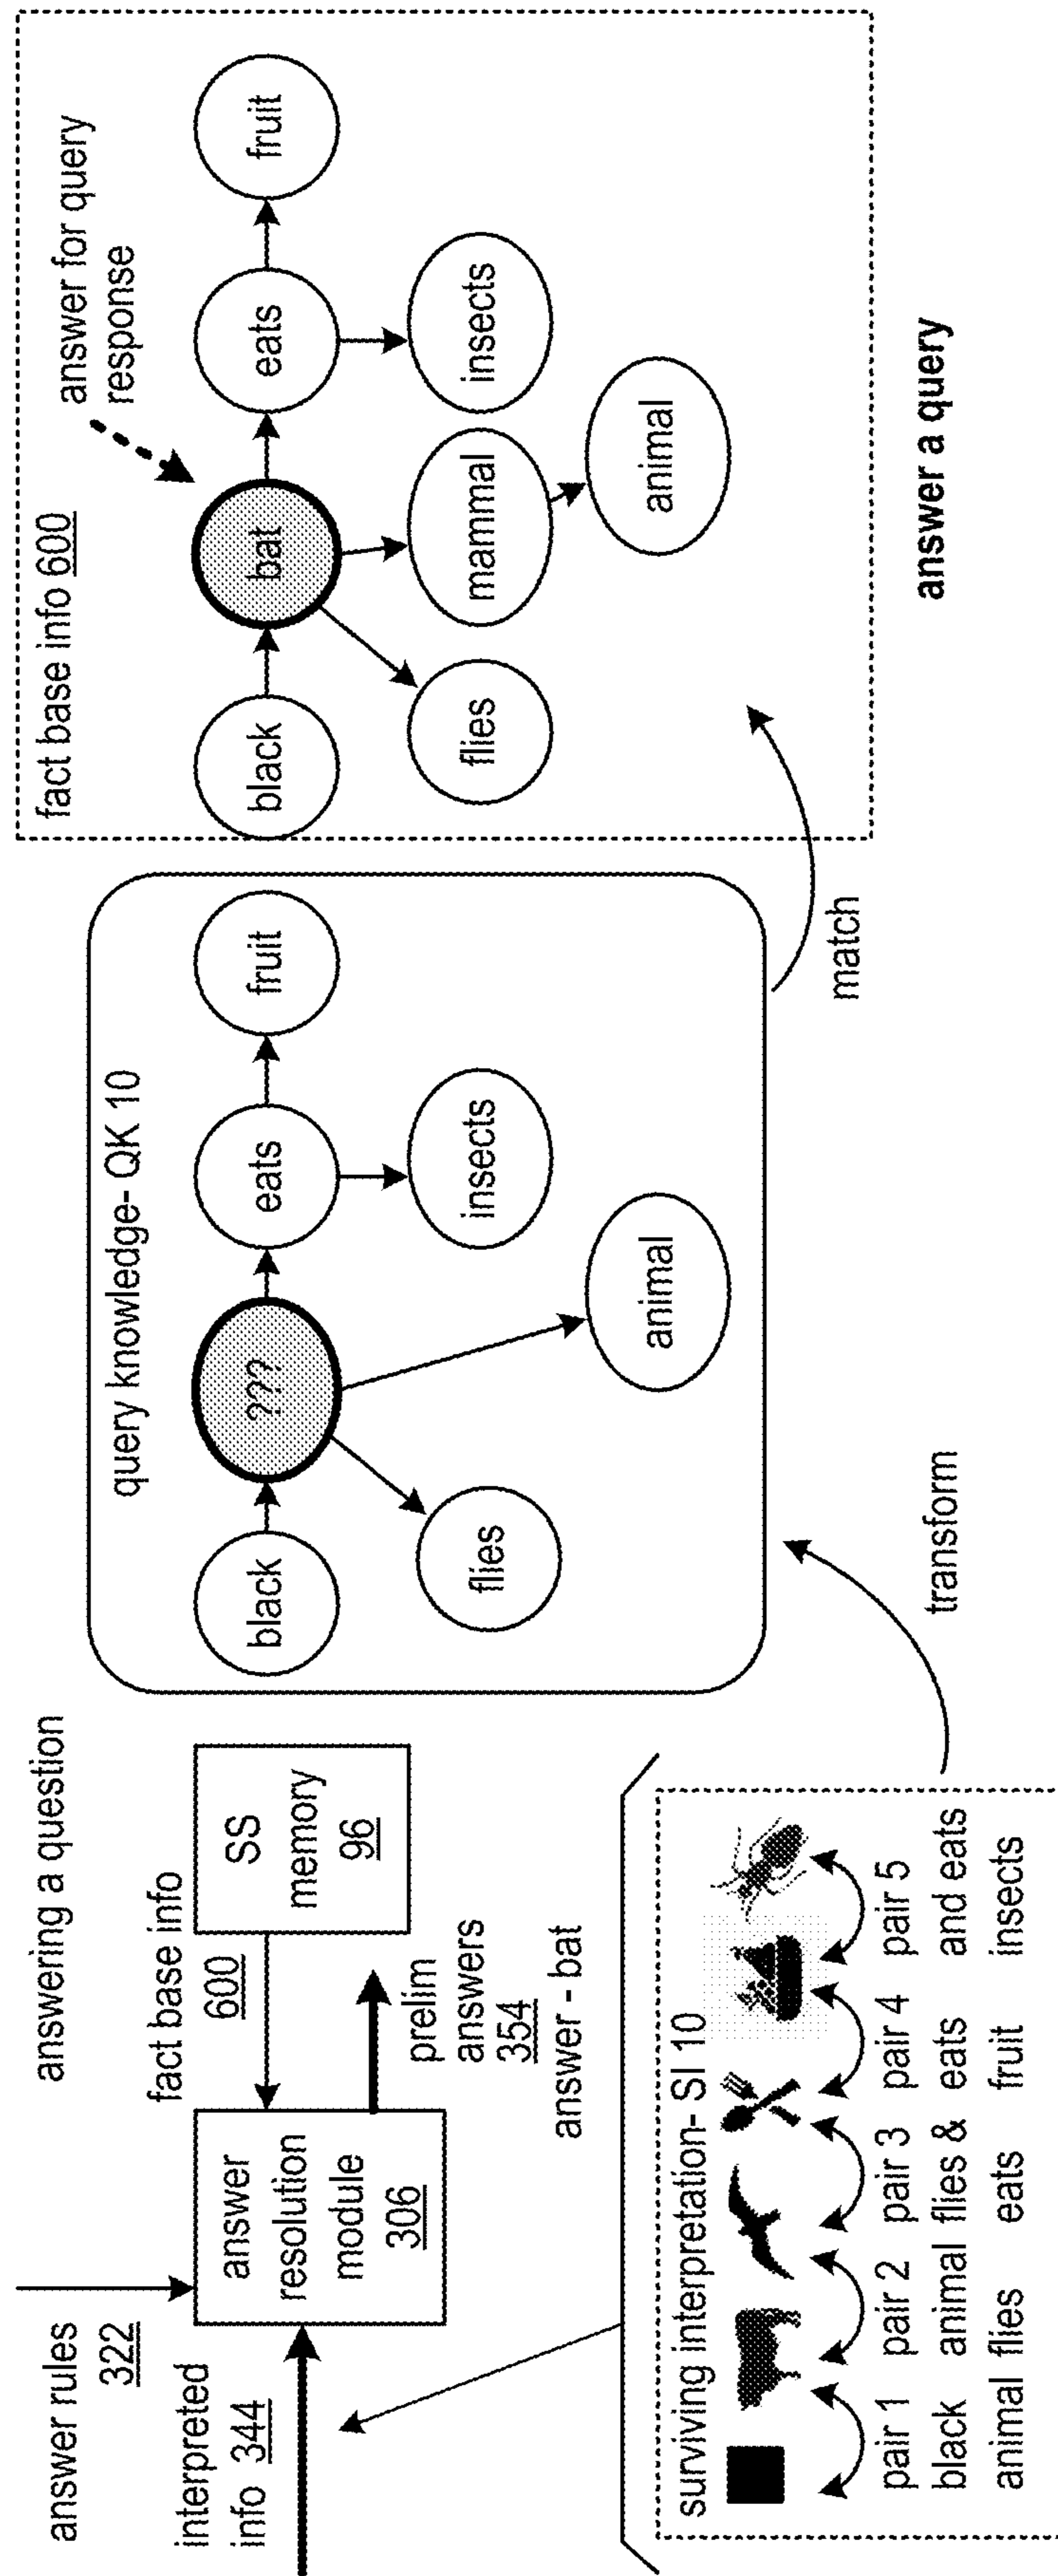 answering a question
answer rules
322
interpreted
info 344
answer
resolution
module
306
fact base info
600
SS
memory
96
prelim
answers
354
answer - bat
surviving interpretation- SI 10
pair 1
black
animal
pair 2
animal
flies
pair 3
flies &
eats
pair 4
eats
fruit
pair 5
and eats
insects
transform
query knowledge- QK 10
black
???
eats
fruit
flies
insects
animal
match
fact base info 600
answer for query
response
black
bat
eats
fruit
flies
mammal
insects
animal
answer a query